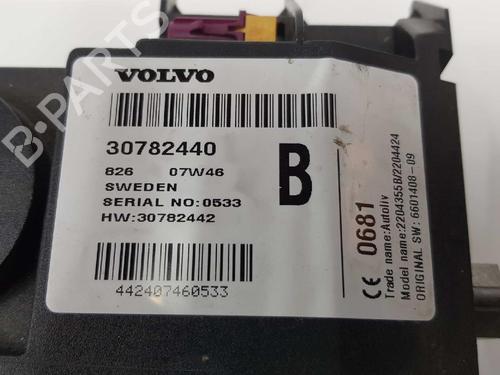 VOLVO
30782440
826 07W46
SWEDEN
SERIAL NO:0533
HW:30782442
B
442407460533
CE 0681
Trade name:Autoliv
Model name:2204355B/2204424
ORIGINAL SW: 6601408-09
B-PARTS